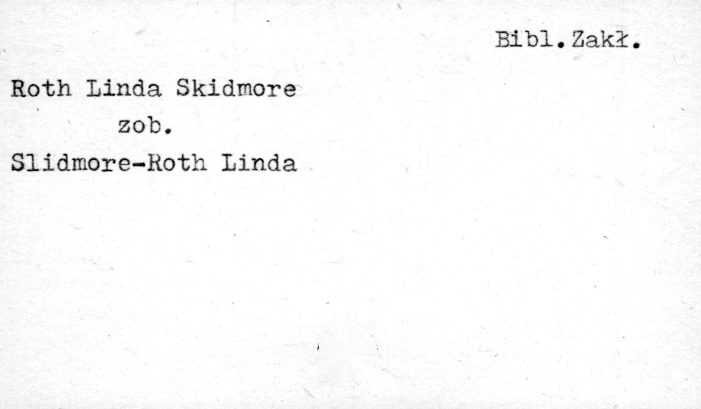 Bibl.Zakł.
Roth Linda Skidmore
zob.
Slidmore-Roth Linda